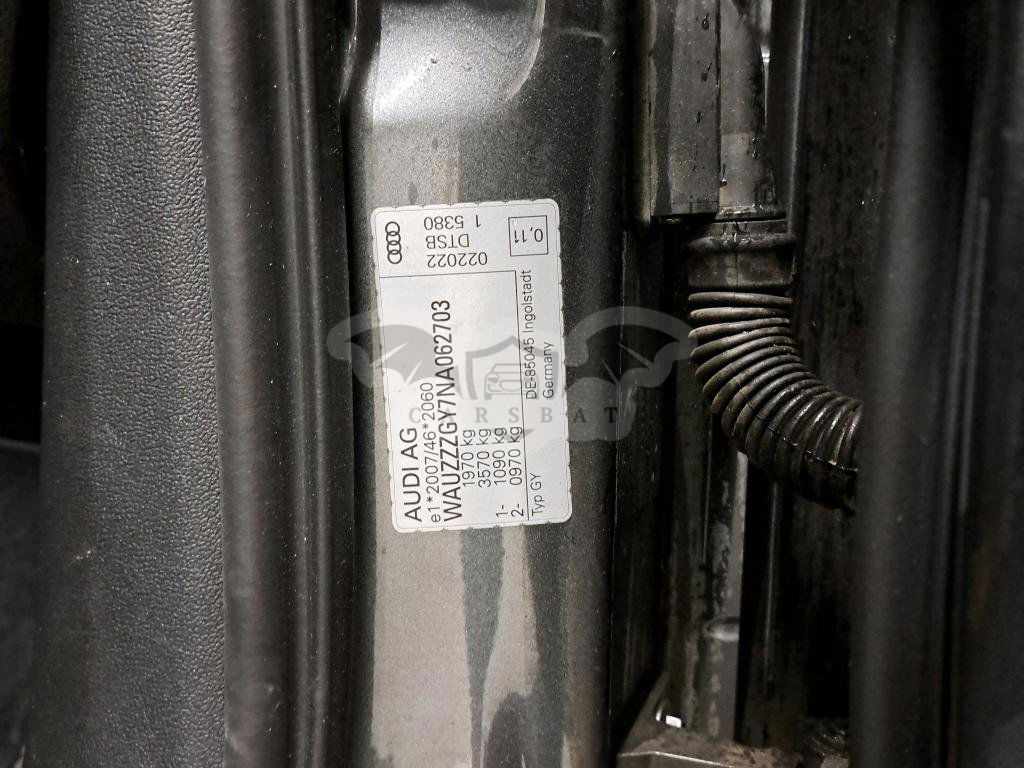 AUDI AG
e1*2007/46*2060
WAUZZZGY7NA062703
1970 kg
3570 kg
1- 1090 kg
2- 0970 kg
Typ GY
DE-85045 Ingolstadt
Germany
022022
DTSB
1 5380
0,11
CARSBAT